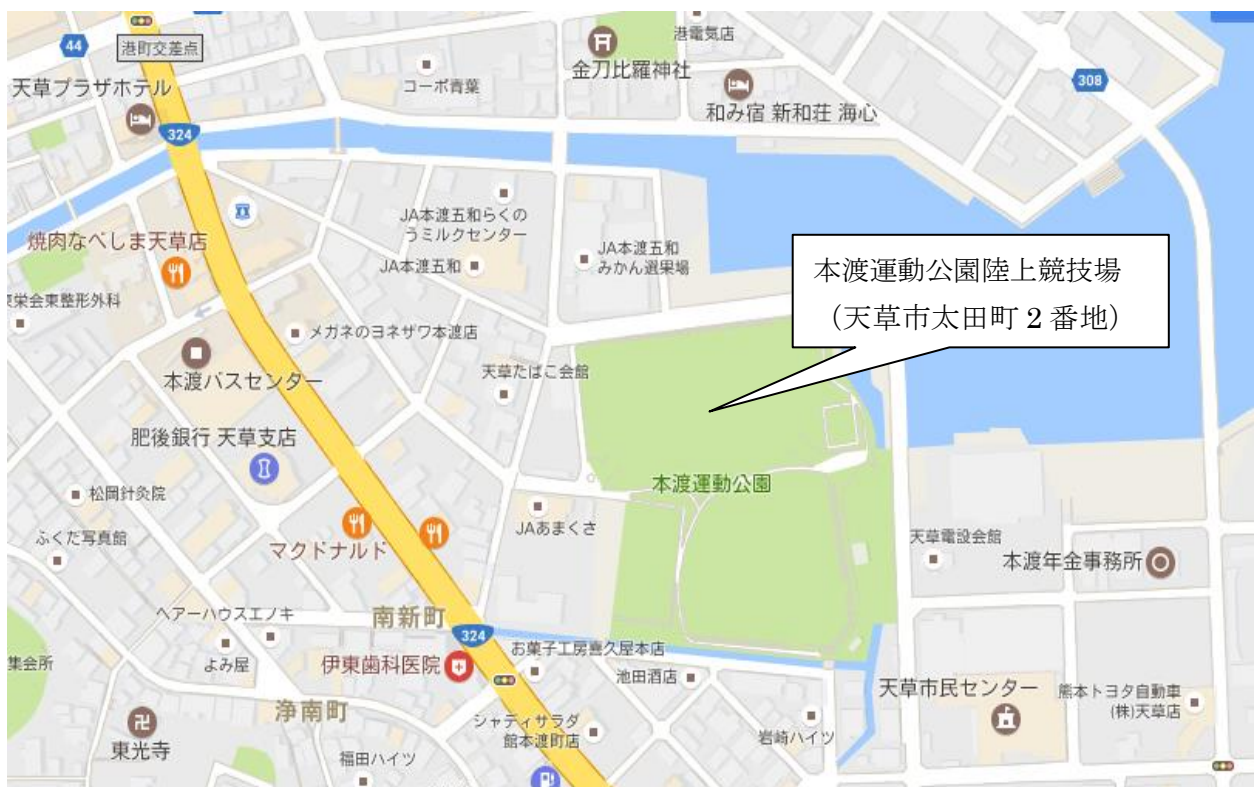 44
港町交差点
天草プラザホテル
324
コーポ青葉
金刀比羅神社
港電気店
和み宿 新和荘 海心
308
JA本渡五和らくの
うミルクセンター
JA本渡五和
JA本渡五和
みかん選果場
焼肉なべしま天草店
栄会東整形外科
メガネのヨネザワ本渡店
本渡バスセンター
天草たばこ会館
本渡運動公園陸上競技場
（天草市太田町 2 番地）
肥後銀行 天草支店
松岡針灸院
ふくだ写真館
マクドナルド
JAあまくさ
本渡運動公園
天草電設会館
本渡年金事務所
ヘアーハウスエノキ
よみ屋
南新町
324
伊東歯科医院
お菓子工房喜久屋本店
池田酒店
集会所
浄南町
東光寺
福田ハイツ
シャディサラダ
館本渡町店
岩崎ハイツ
天草市民センター
熊本トヨタ自動車
(株)天草店